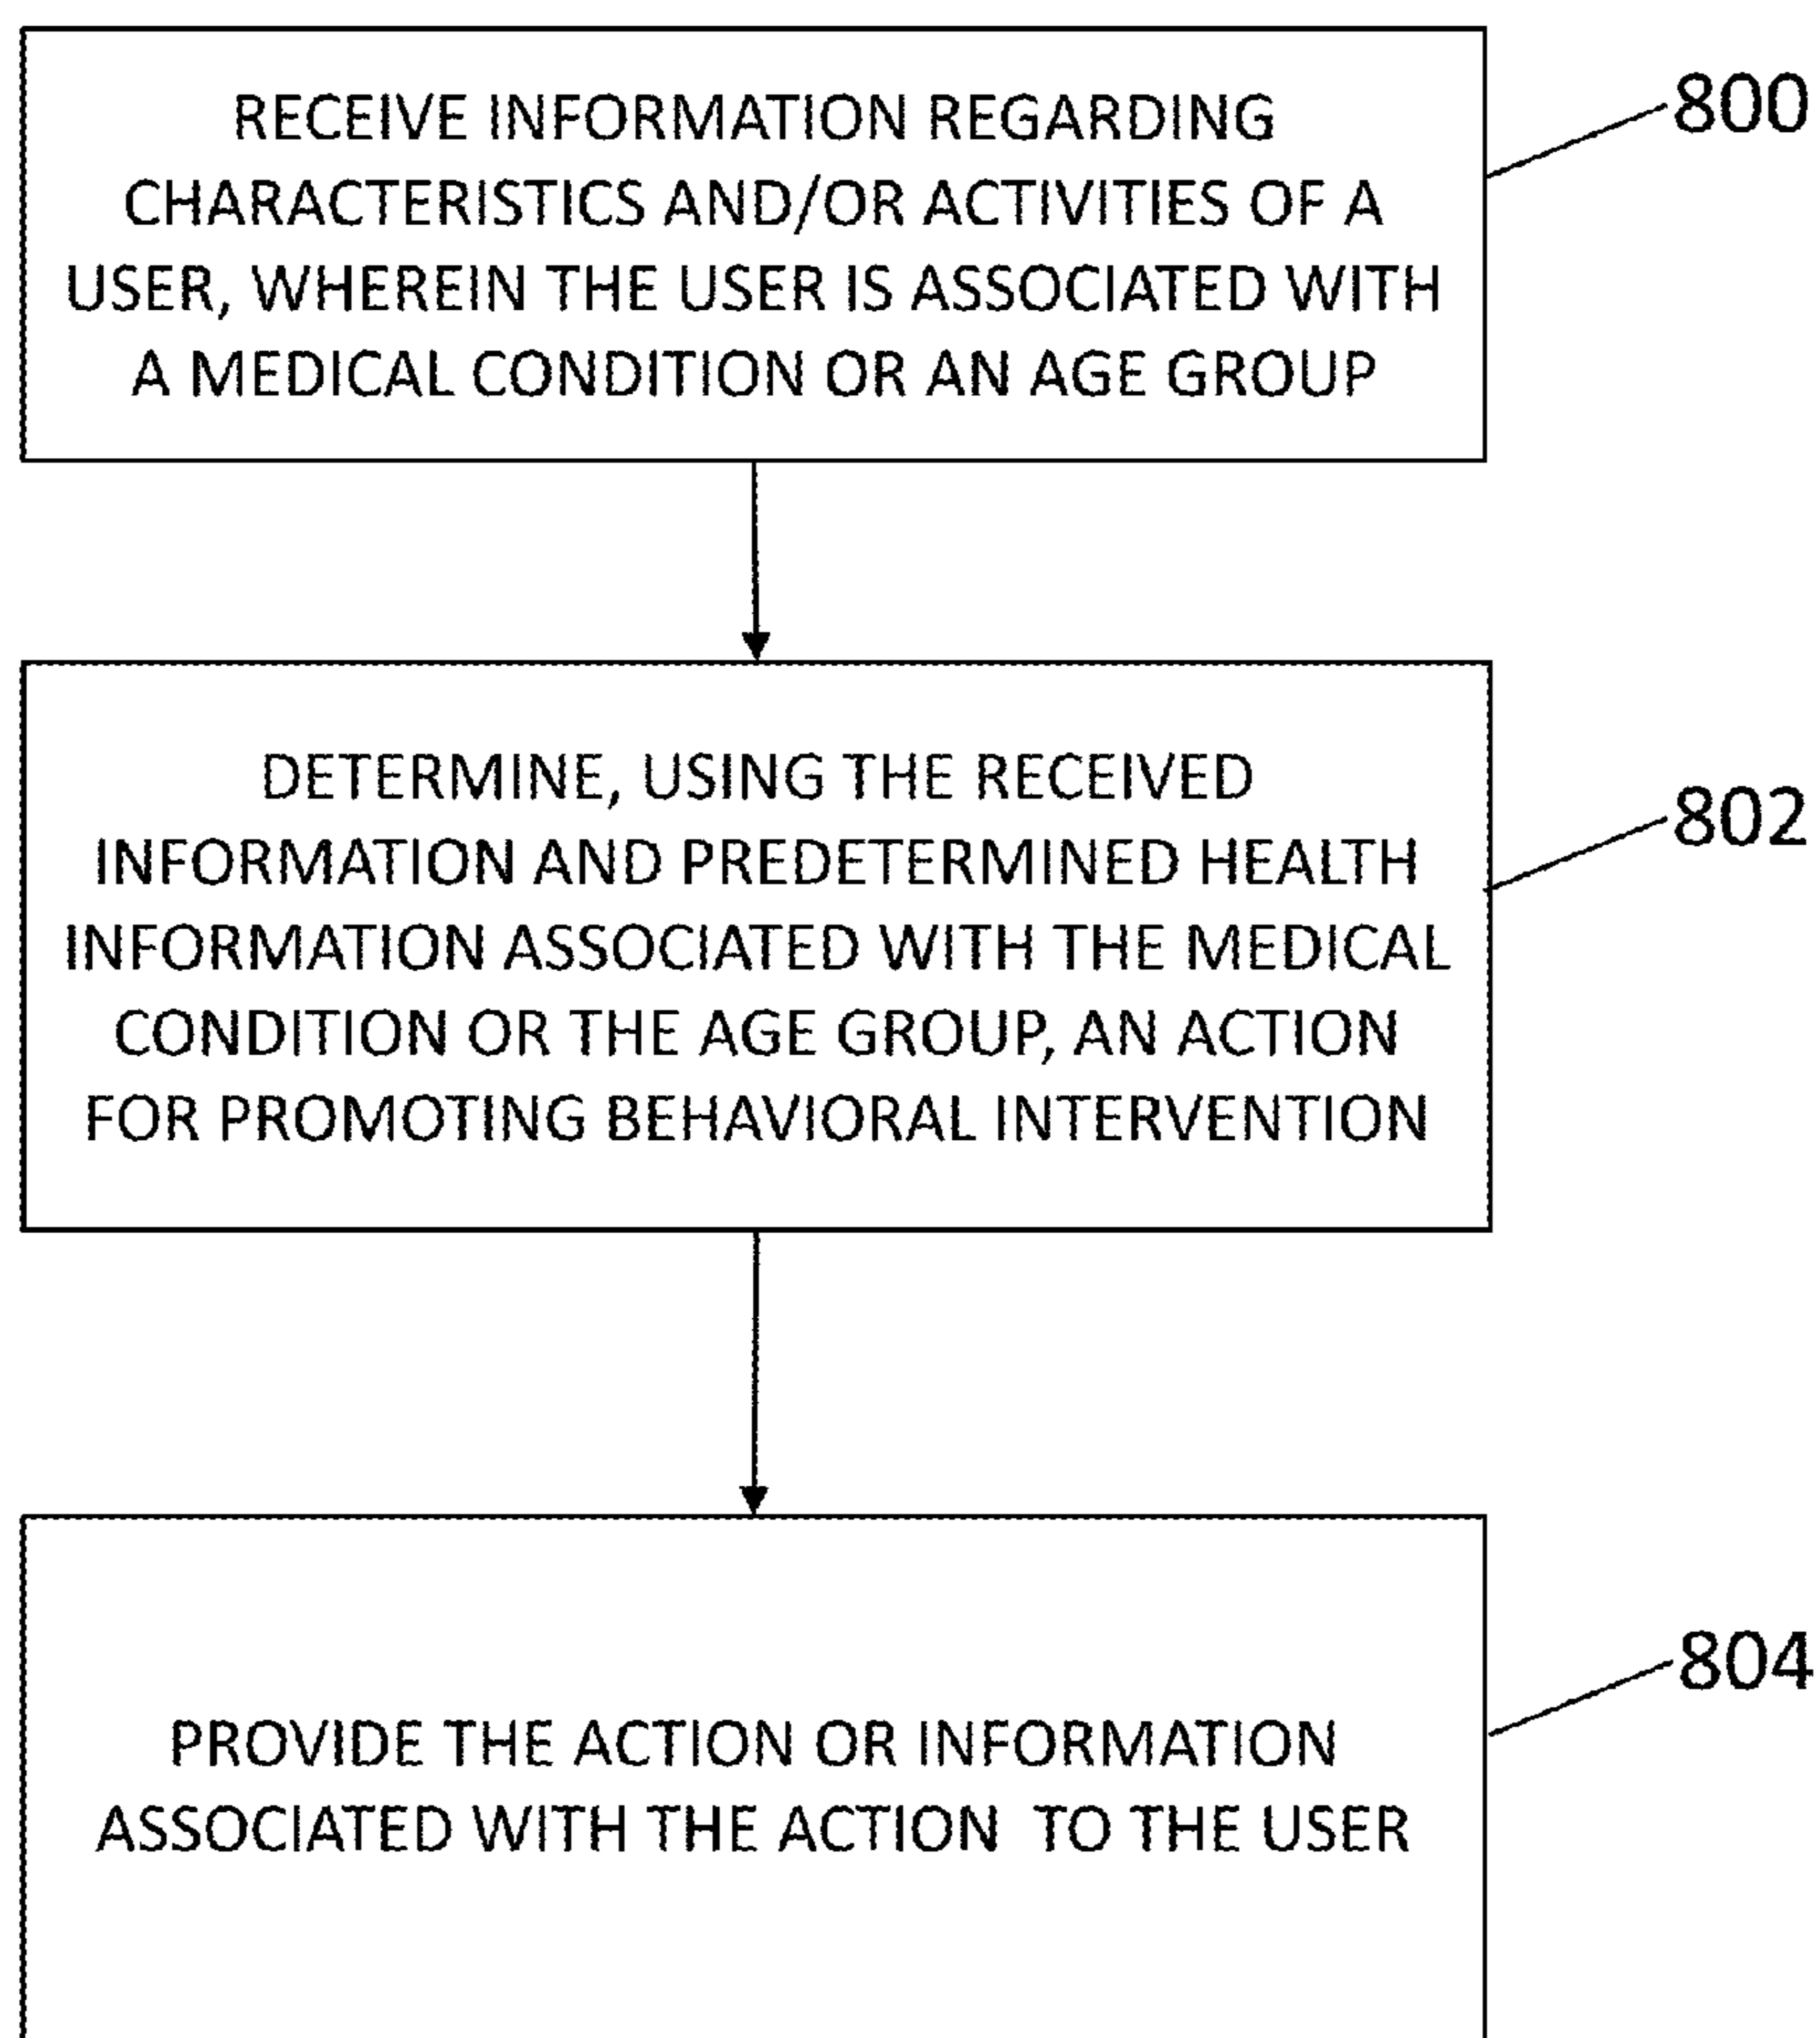 RECEIVE INFORMATION REGARDING
CHARACTERISTICS AND/OR ACTIVITIES OF A
USER, WHEREIN THE USER IS ASSOCIATED WITH
A MEDICAL CONDITION OR AN AGE GROUP
800
DETERMINE, USING THE RECEIVED
INFORMATION AND PREDETERMINED HEALTH
INFORMATION ASSOCIATED WITH THE MEDICAL
CONDITION OR THE AGE GROUP, AN ACTION
FOR PROMOTING BEHAVIORAL INTERVENTION
802
PROVIDE THE ACTION OR INFORMATION
ASSOCIATED WITH THE ACTION TO THE USER
804